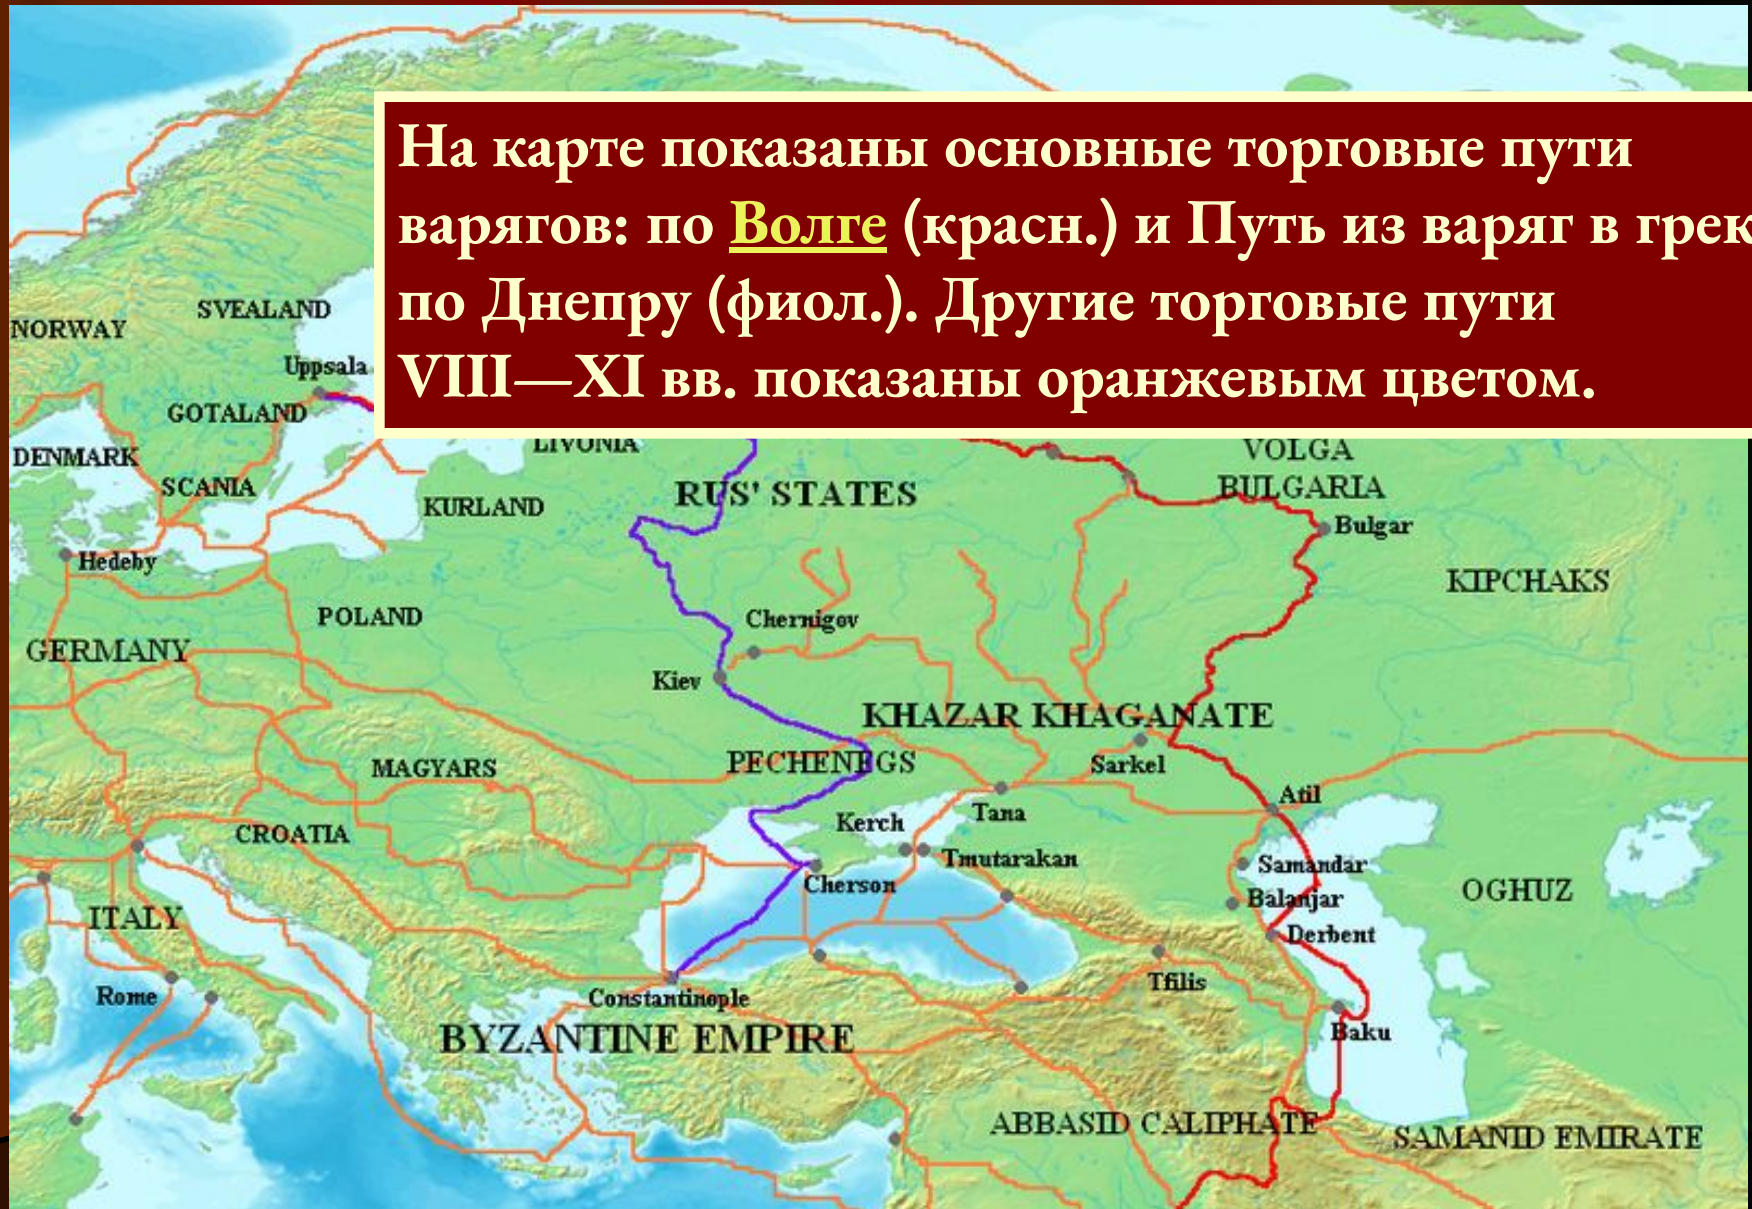 На карте показаны основные торговые пути
варягов: по Волге (красн.) и Путь из варяг в грек
по Днепру (фиол.). Другие торговые пути
VIII—XI вв. показаны оранжевым цветом.
SVEALAND
NORWAY
Uppsala
GOTALAND
LIVONIA
VOLGA
BULGARIA
DENMARK
SCANIA
KURLAND
RUS' STATES
Bulgar
Hedeby
KIPCHAKS
POLAND
Chernigov
GERMANY
Kiev
KHAZAR KHAGANATE
PECHENEGS
Sarkel
MAGYARS
Atil
Tana
Kerch
CROATIA
Tmutarakan
Samandar
Cherson
Balanjar
OGHUZ
ITALY
Derbent
Tfilis
Rome
Constantinople
Baku
BYZANTINE EMPIRE
ABBASID CALIPHATE
SAMANID EMIRATE